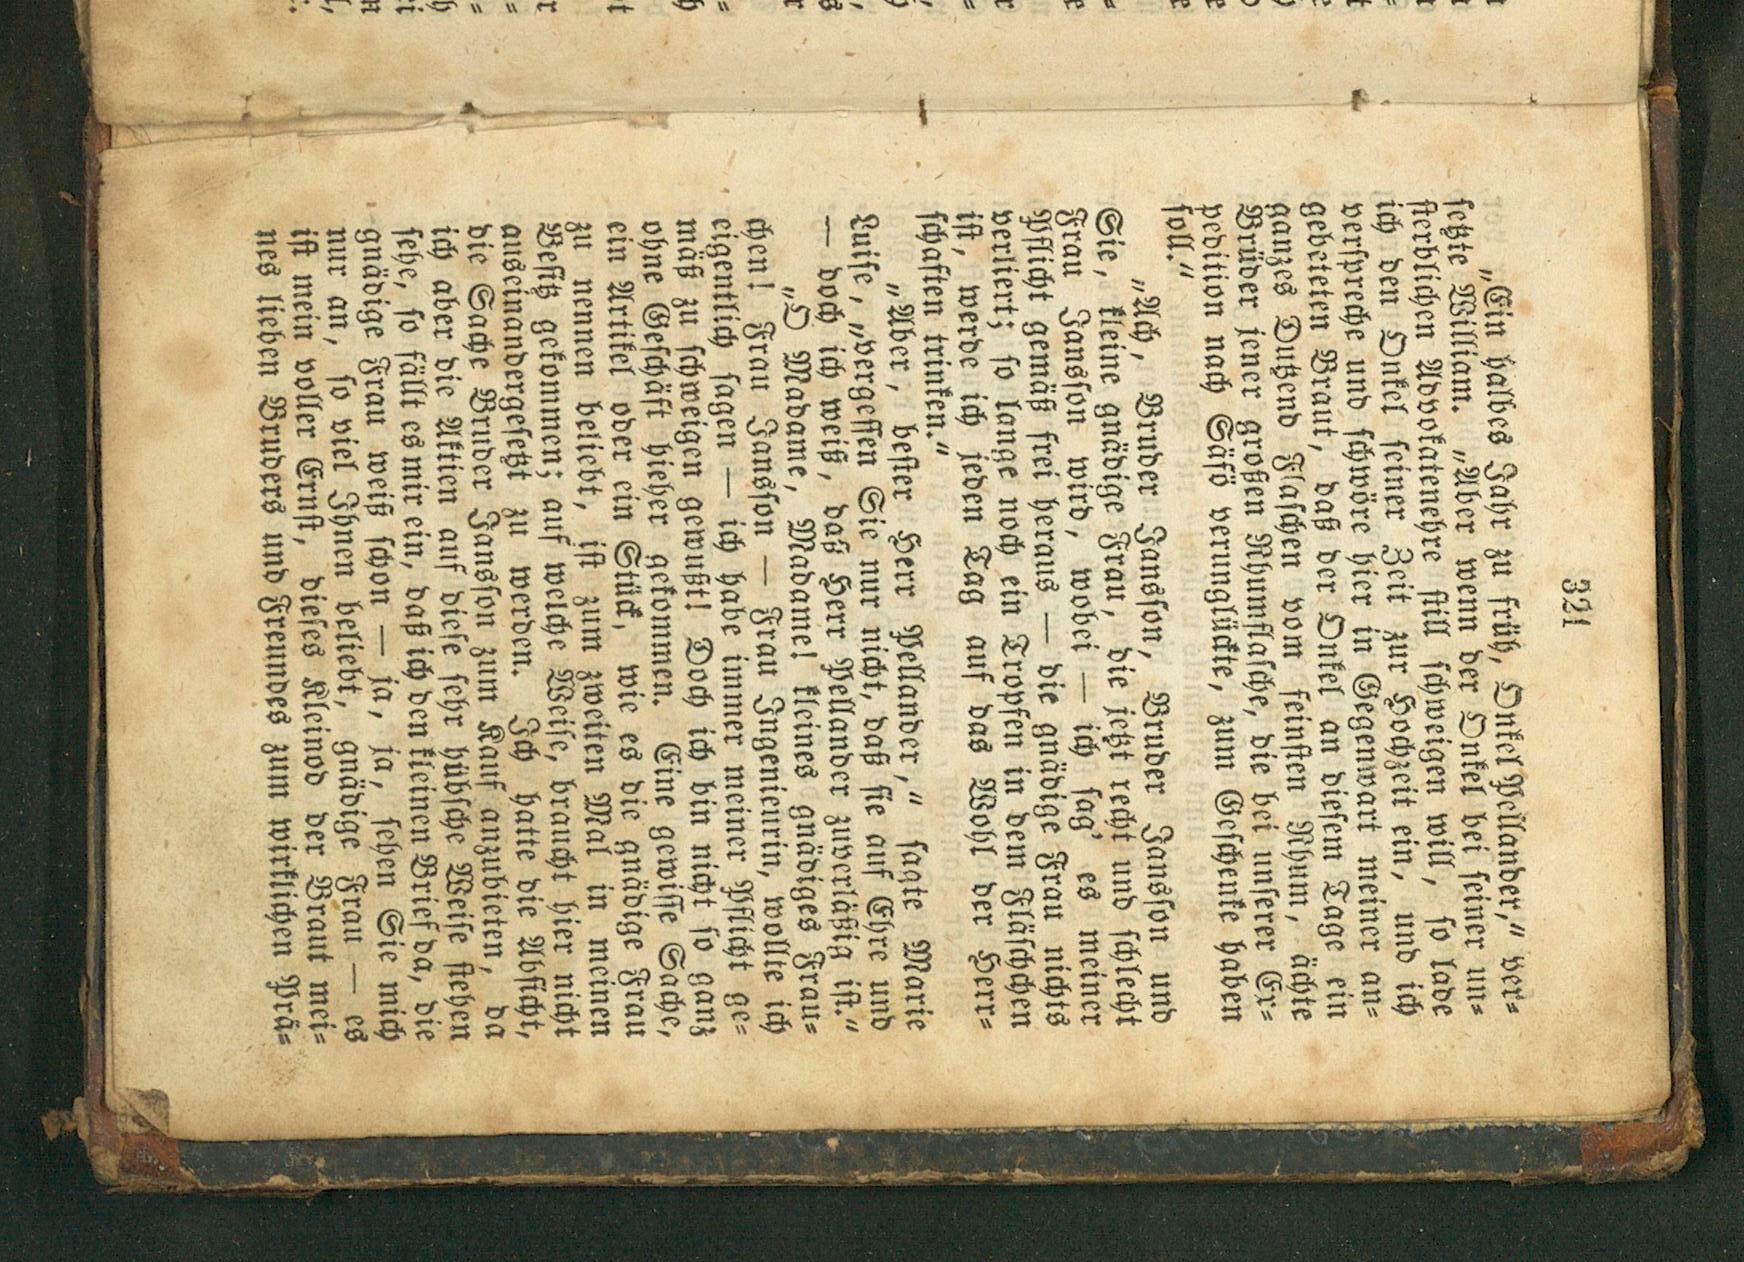 321
„Ein halbes Jahr zu früh, Onkel Pellander,“ ver⸗
setzte William. „Aber wenn der Onkel bei seiner un⸗
sterblichen Advokatenehre still schweigen will, so lade
ich den Onkel seiner Zeit zur Hochzeit ein, und ich
verspreche und schwöre hier in Gegenwart meiner an⸗
gebeteten Braut, daß der Onkel an diesem Tage ein
ganzes Dutzend Flaschen vom feinsten Rhum, ächte
Brüder jener großen Rhumflasche, die bei unserer Ex⸗
pedition nach Säfö verunglückte, zum Geschenke haben
soll.“
„Ach, Bruder Jansson, Bruder Jansson und
Sie, kleine gnädige Frau, die jetzt recht und schlecht
Frau Jansson wird, wobei — ich sag’ es meiner
Pflicht gemäß frei heraus — die gnädige Frau nichts
verliert; so lange noch ein Tropfen in dem Fläschchen
ist, werde ich jeden Tag auf das Wohl der Herr⸗
schaften trinken.“
„Aber, bester Herr Pellander,“ sagte Marie
Luise, „vergessen Sie nur nicht, daß sie auf Ehre und
— doch ich weiß, daß Herr Pellander zuverläßig ist.“
„O Madame, Madame! kleines gnädiges Frau⸗
chen! Frau Jansson — Frau Ingenieurin, wollte ich
eigentlich sagen — ich habe immer meiner Pflicht ge⸗
mäß zu schweigen gewußt! Doch ich bin nicht so ganz
ohne Geschäft hieher gekommen. Eine gewisse Sache,
ein Artikel oder ein Stück, wie es die gnädige Frau
zu nennen beliebt, ist zum zweiten Mal in meinen
Besitz gekommen; auf welche Weise, braucht hier nicht
auseinandergesetzt zu werden. Ich hatte die Absicht,
die Sache Bruder Jansson zum Kauf anzubieten, da
ich aber die Aktien auf diese sehr hübsche Weise stehen
sehe, so fällt es mir ein, daß ich den kleinen Brief da, die
gnädige Frau weiß schon — ja, ja, sehen Sie mich
nur an, so viel Ihnen beliebt, gnädige Frau — es
ist mein voller Ernst, dieses Kleinod der Braut mei⸗
nes lieben Bruders und Freundes zum wirklichen Prä⸗